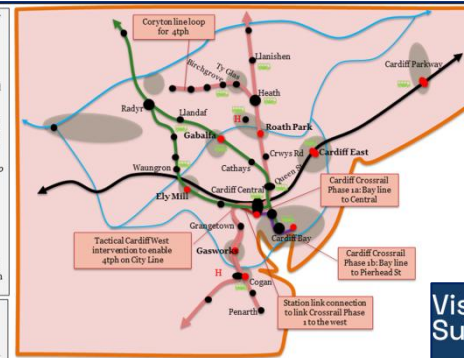 Coryton line loop
for 4tph
Llanishen
Cardiff Parkway
Ty Glas
Birchgrove
Heath
Radyr
Llandaf
H
Roath Park
Gabalfa
Crwys Rd
Cardiff East
Cathays
Queen St
Waungron
Ely Mill
Cardiff Central
Cardiff Crossrail
Phase 1a: Bay line
to Central
Grangetown
Cardiff Bay
Tactical Cardiff West
intervention to enable
4tph on City Line
Gasworks
Cardiff Crossrail
Phase 1b: Bay line
to Pierhead St
H
Cogan
Penarth
Station link connection
to link Crossrail Phase
1 to the west
Vis
Su